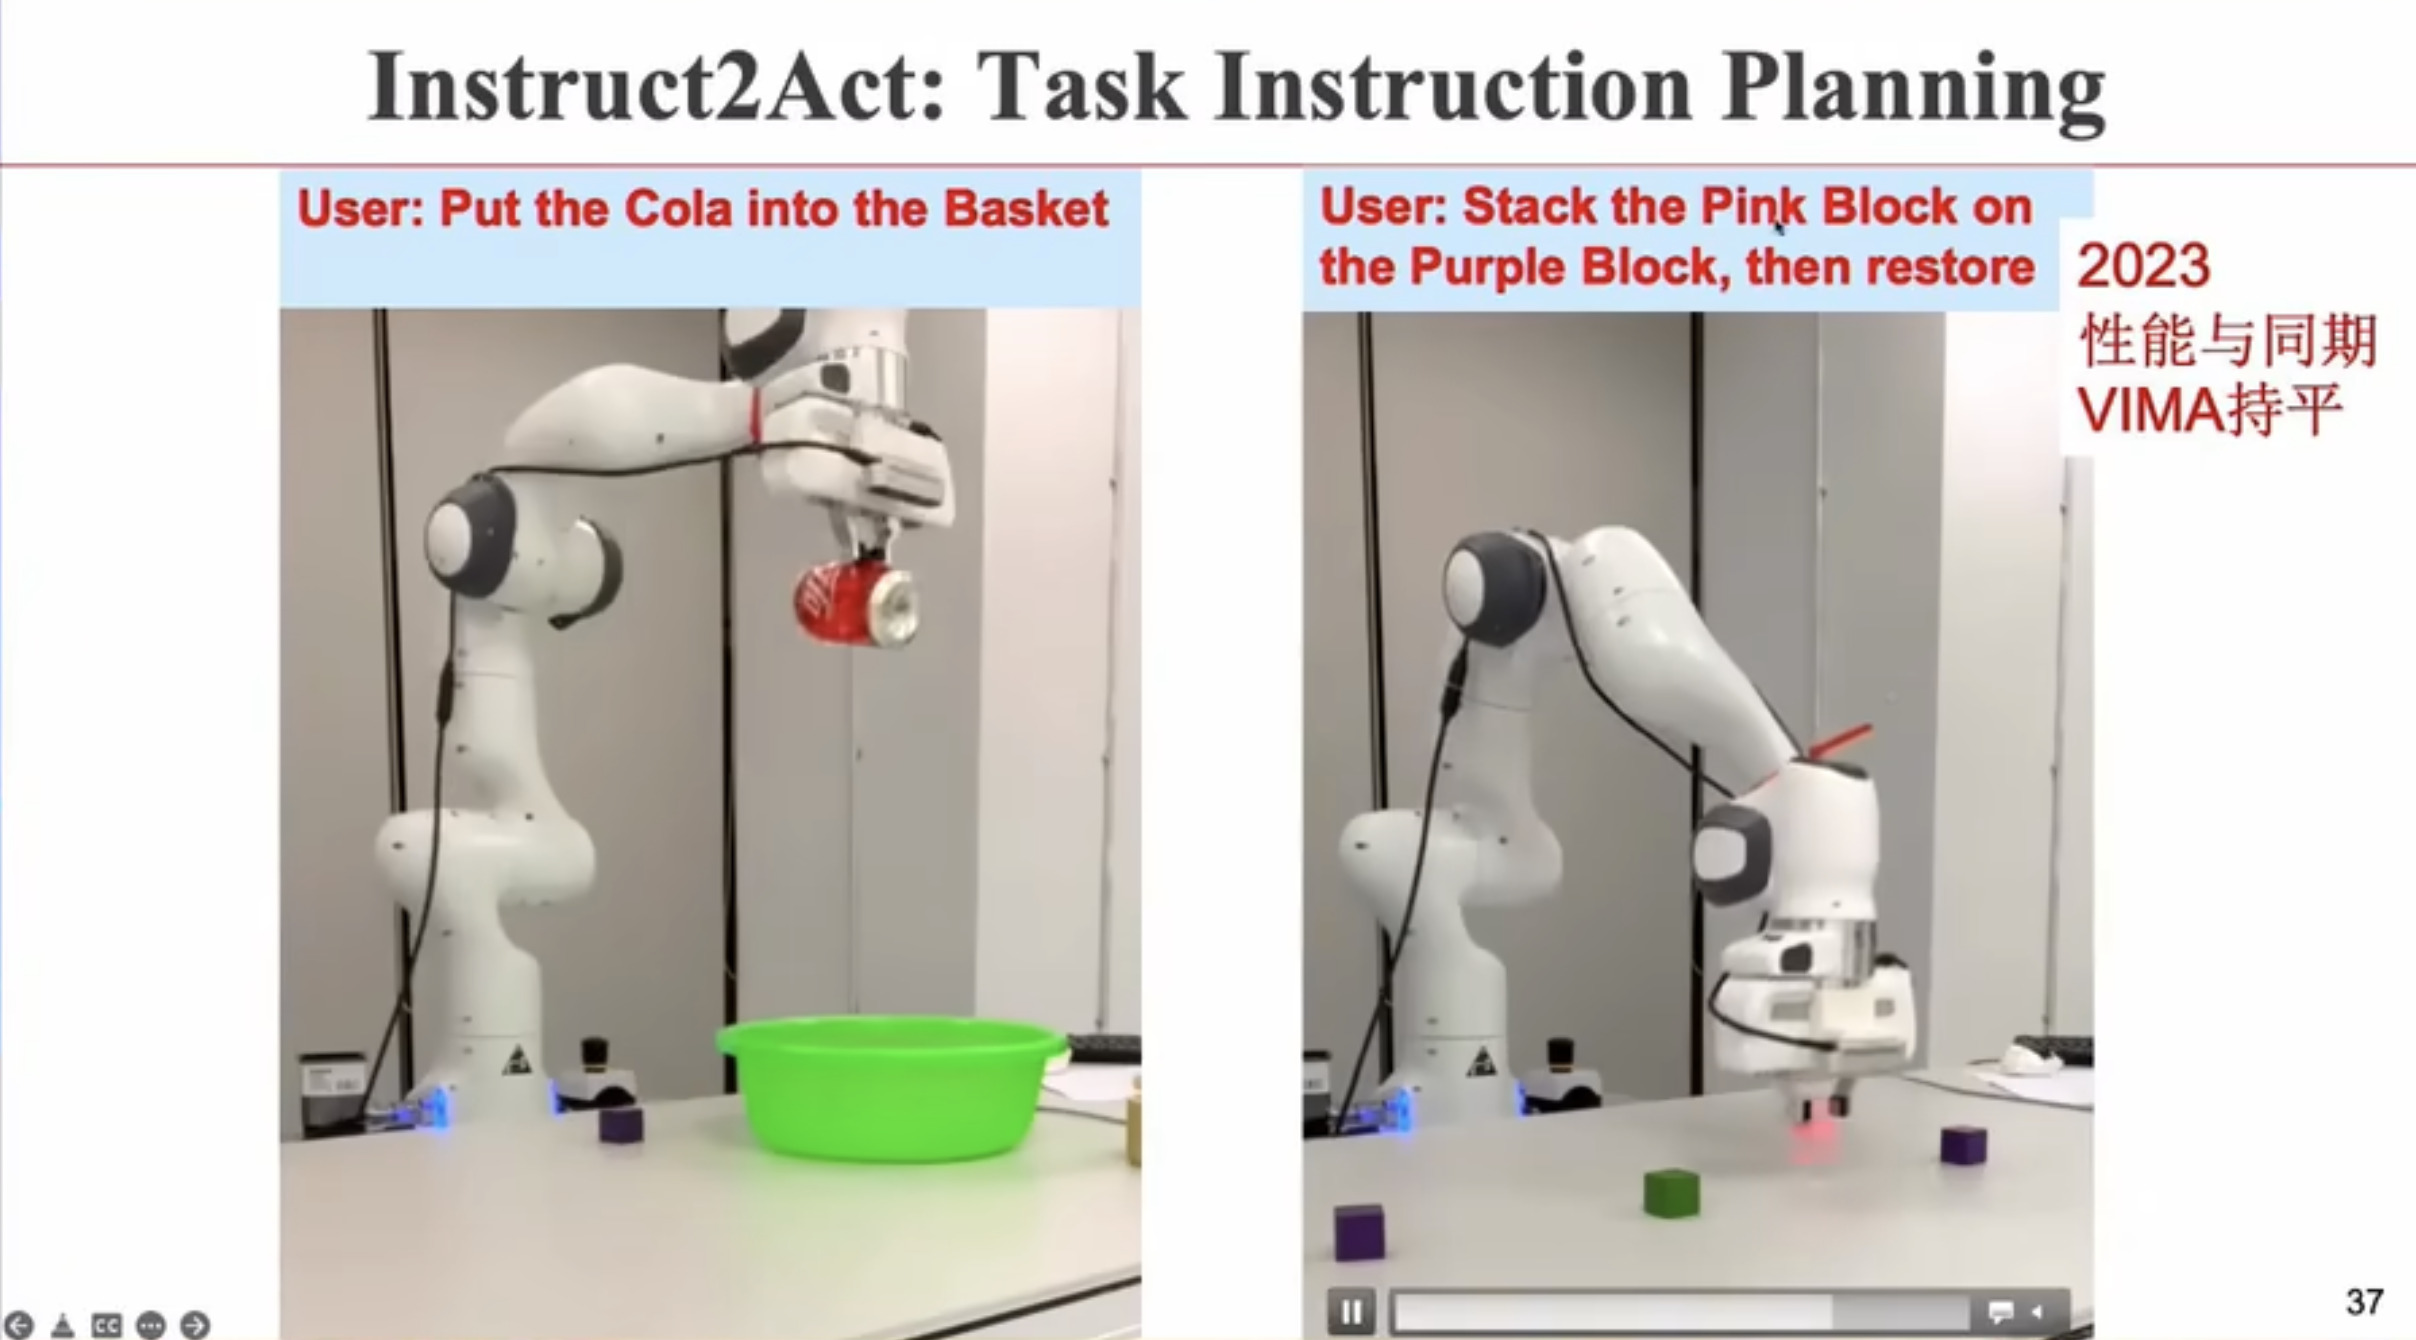 Instruct2Act: Task Instruction Planning
User: Put the Cola into the Basket
User: Stack the Pink Block on
the Purple Block, then restore
2023
性能与同期
VIMA持平
CC
37